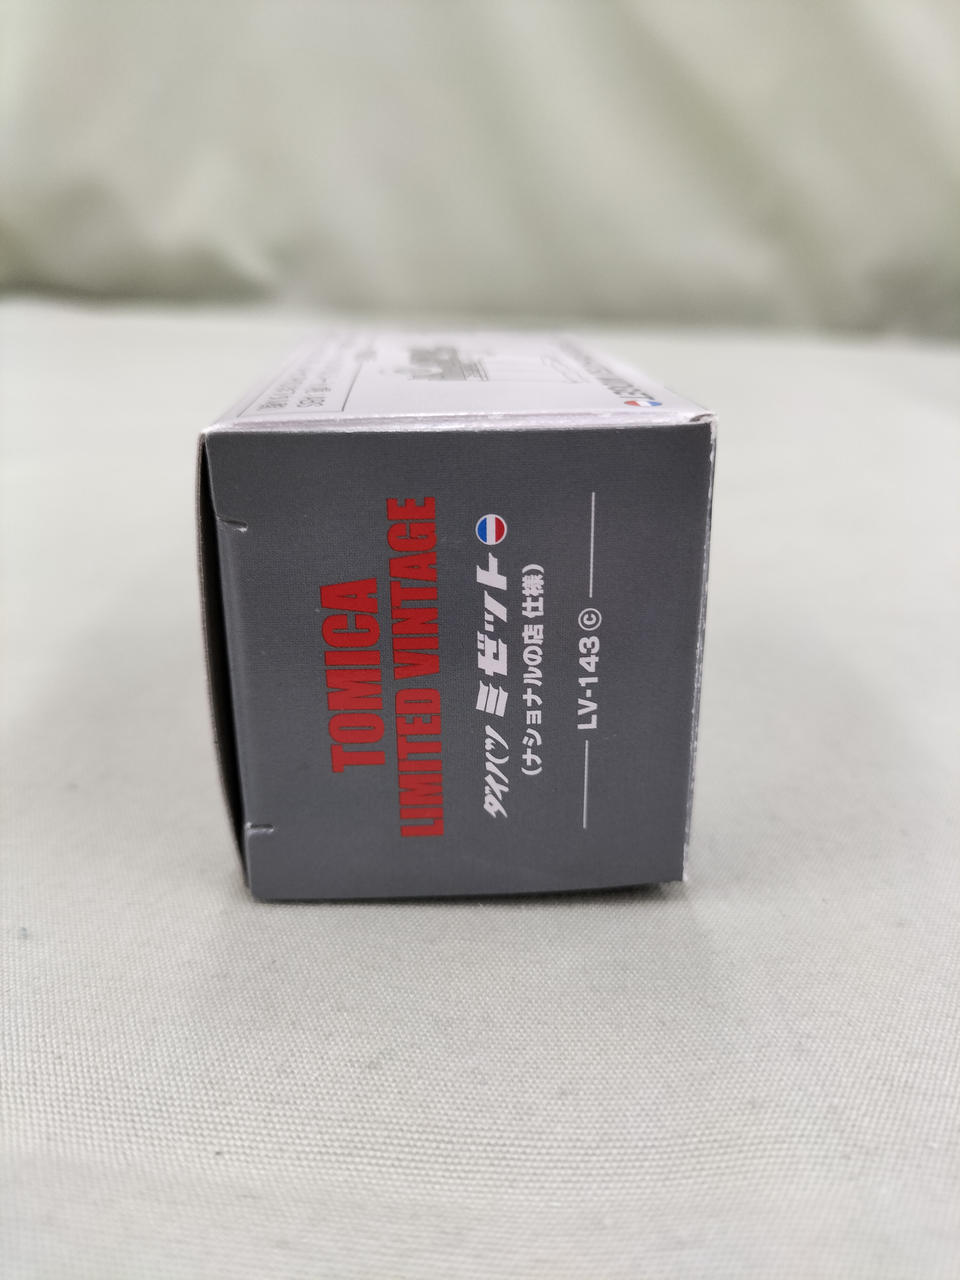 TOMICA
LIMITED VINTAGE
ダイハツ ミゼット
(ナショナルの店 仕様)
LV-143 ⓒ